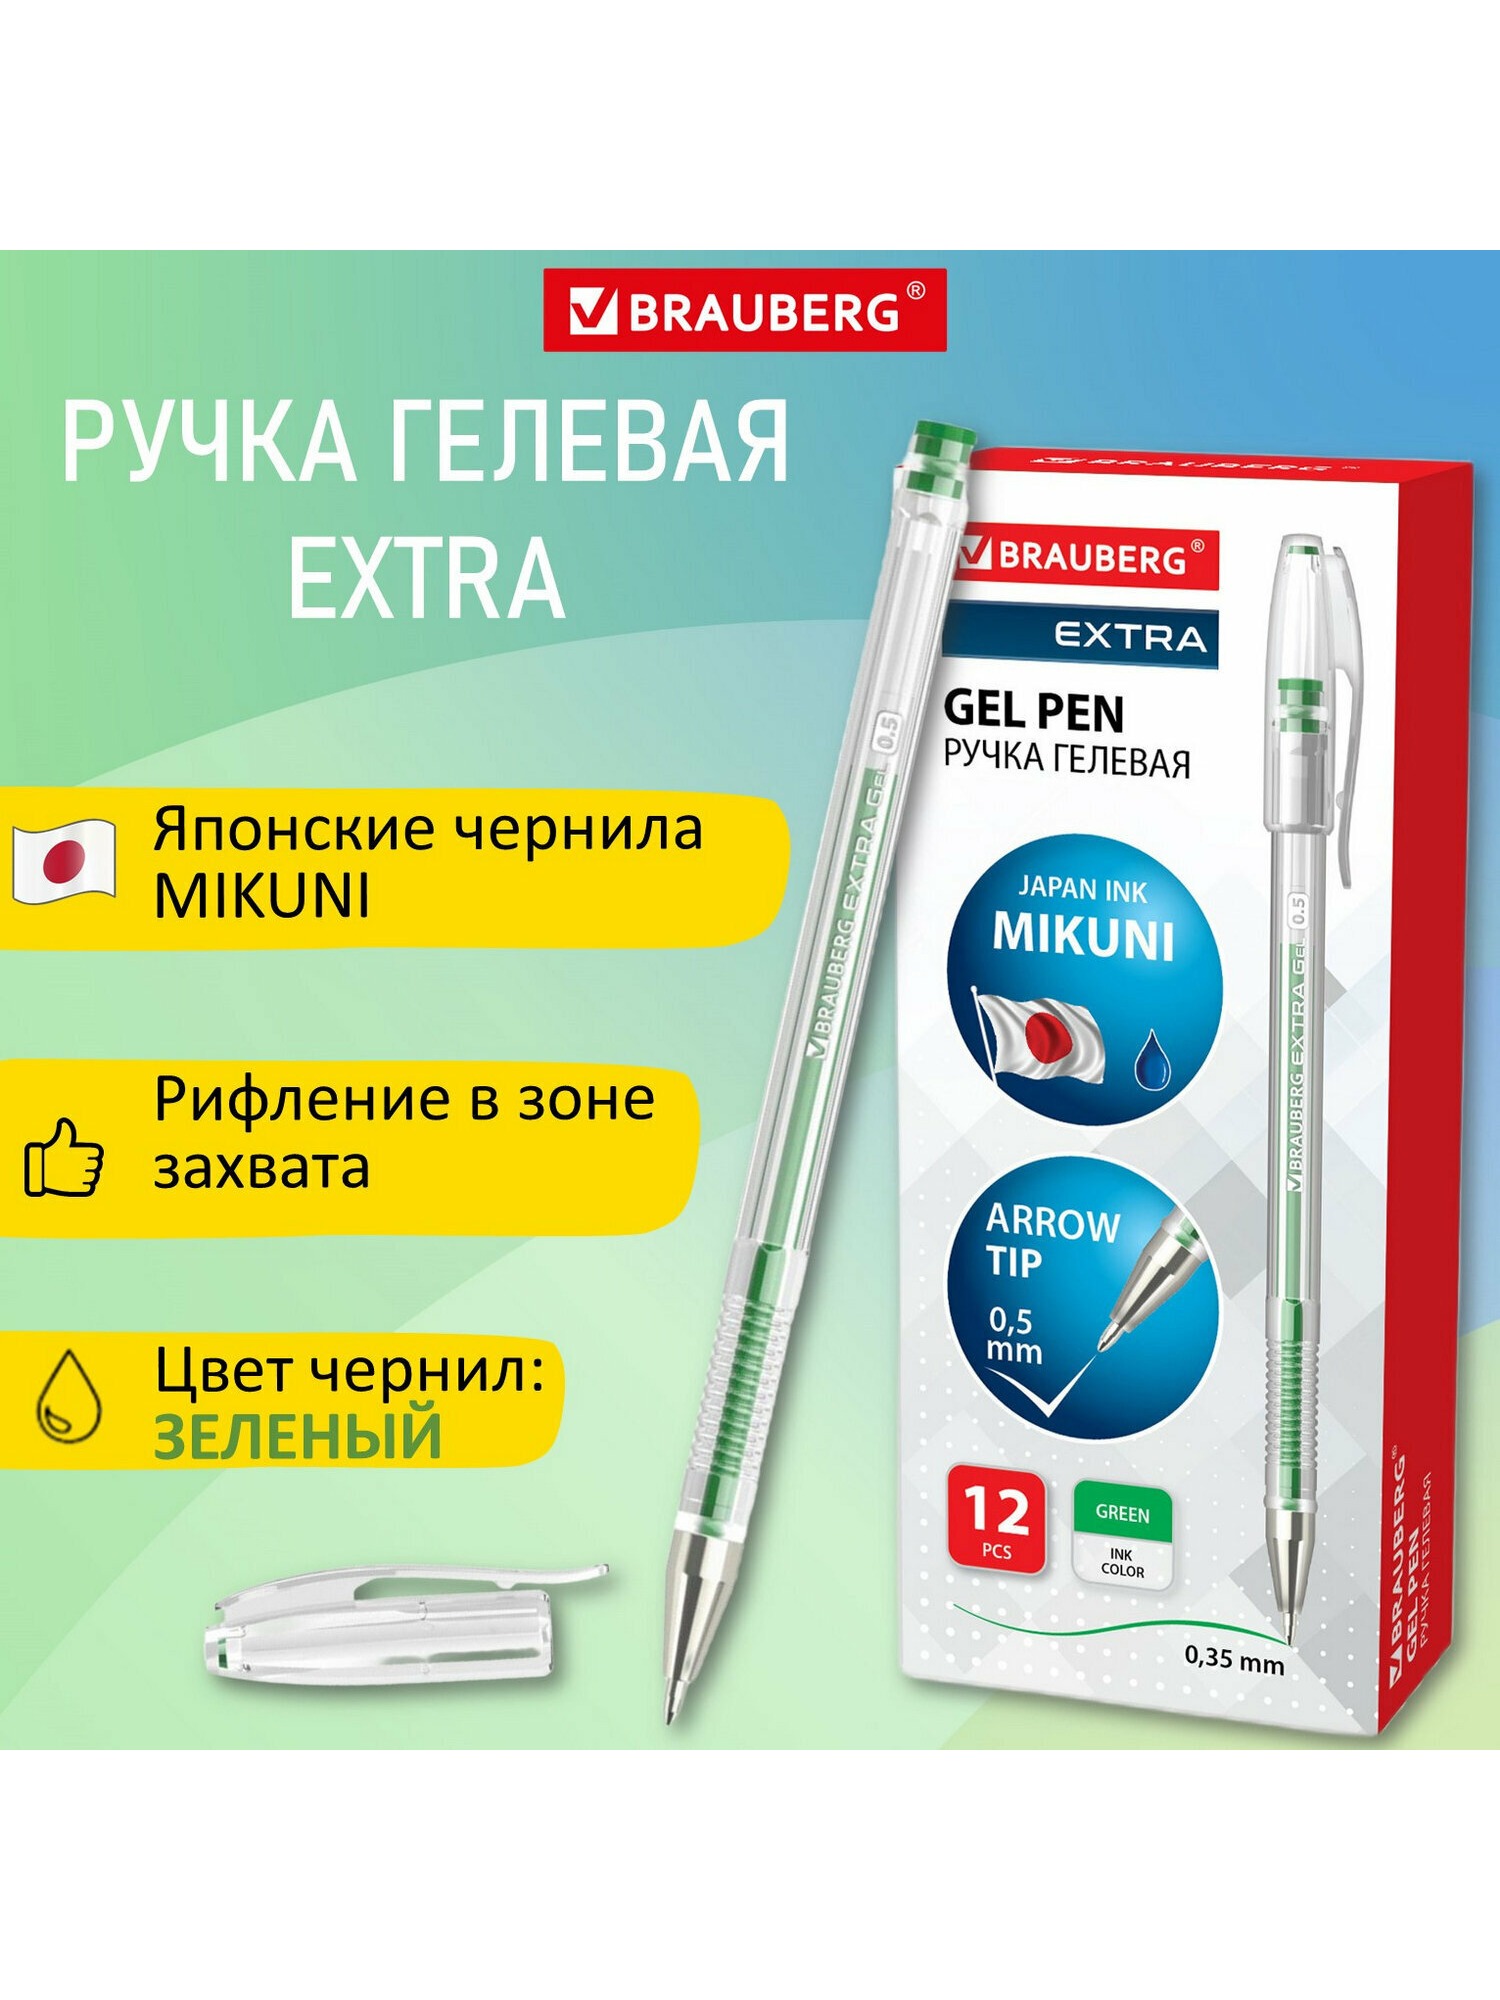 BRAUBERG®
РУЧКА ГЕЛЕВАЯ
EXTRA
Японские чернила
MIKUNI
Рифление в зоне
захвата
Цвет чернил:
ЗЕЛЕНЫЙ
BRAUBERG EXTRA GEL 0.5
BRAUBERG®
BRAUBERG®
EXTRA
GEL PEN
РУЧКА ГЕЛЕВАЯ
JAPAN INK
MIKUNI
ARROW
TIP
0,5
mm
12
PCS
GREEN
INK
COLOR
0,35 mm
BRAUBERG EXTRA GEL 0.5
BRAUBERG®
GEL PEN
РУЧКА ГЕЛЕВАЯ